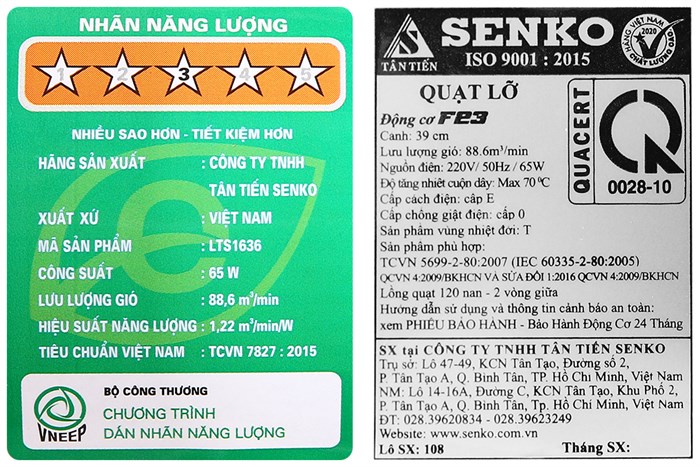 NHÃN NĂNG LƯỢNG
1 2 3 4 5
NHIỀU SAO HƠN - TIẾT KIỆM HƠN
HÃNG SẢN XUẤT : CÔNG TY TNHH
TÂN TIẾN SENKO
XUẤT XỨ : VIỆT NAM
MÃ SẢN PHẨM : LTS1636
CÔNG SUẤT : 65 W
LƯU LƯỢNG GIÓ : 88,6 m³/min
HIỆU SUẤT NĂNG LƯỢNG : 1,22 m³/min/W
TIÊU CHUẨN VIỆT NAM : TCVN 7827 : 2015
VNEEP
BỘ CÔNG THƯƠNG
CHƯƠNG TRÌNH
DÁN NHÃN NĂNG LƯỢNG
TÂN TIẾN
SENKO
ISO 9001 : 2015
HÀNG VIỆT NAM
2020
CHẤT LƯỢNG CAO
QUẠT LỠ
Động cơ FE3
Cánh: 39 cm
Lưu lượng gió: 88.6m³/min
Nguồn điện: 220V/ 50Hz / 65W
Độ tăng nhiệt cuộn dây: Max 70 ⁰C
Cấp cách điện: cấp E
Cấp chống giật điện: cấp 0
Sản phẩm vùng nhiệt đới: T
Sản phẩm phù hợp:
TCVN 5699-2-80:2007 (IEC 60335-2-80:2005)
QCVN 4:2009/BKHCN VÀ SỬA ĐỔI 1:2016 QCVN 4:2009/BKHCN
Lồng quạt 120 nan - 2 vòng giữa
Hướng dẫn sử dụng và thông tin cảnh báo an toàn:
xem PHIẾU BẢO HÀNH - Bảo Hành Động Cơ 24 Tháng
QUACERT
0028-10
SX tại CÔNG TY TNHH TÂN TIẾN SENKO
Trụ sở: Lô 47-49, KCN Tân Tạo, Đường số 2,
P. Tân Tạo A, Q. Bình Tân, TP. Hồ Chí Minh, Việt Nam
NM: Lô 14-16A, Đường C, KCN Tân Tạo, Khu Phố 2,
P. Tân Tạo A, Q. Bình Tân, Tp. Hồ Chí Minh, Việt Nam
ĐT: 028.39620834 - 028.39623249
Website: www.senko.com.vn
Lô SX: 108 Tháng SX: